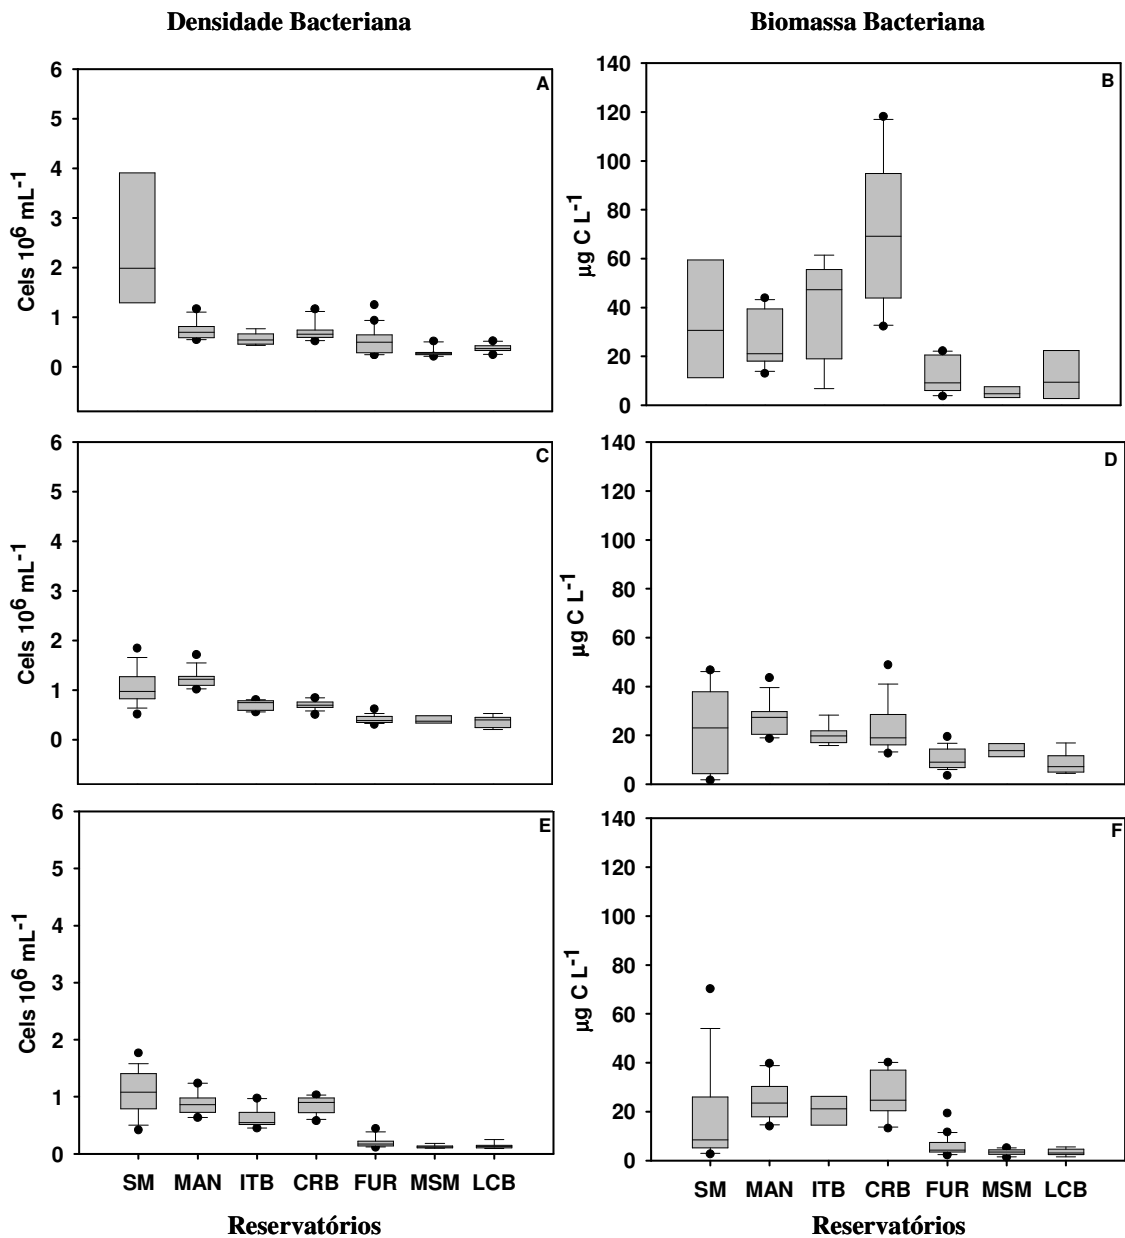 Densidade Bacteriana
Biomassa Bacteriana
A
6
5
4
3
2
1
0
Cels 10⁶ mL⁻¹
B
140
120
100
80
60
40
20
0
µg C L⁻¹
C
6
5
4
3
2
1
0
Cels 10⁶ mL⁻¹
D
140
120
100
80
60
40
20
0
µg C L⁻¹
E
6
5
4
3
2
1
0
Cels 10⁶ mL⁻¹
SM MAN ITB CRB FUR MSM LCB
Reservatórios
F
140
120
100
80
60
40
20
0
µg C L⁻¹
SM MAN ITB CRB FUR MSM LCB
Reservatórios